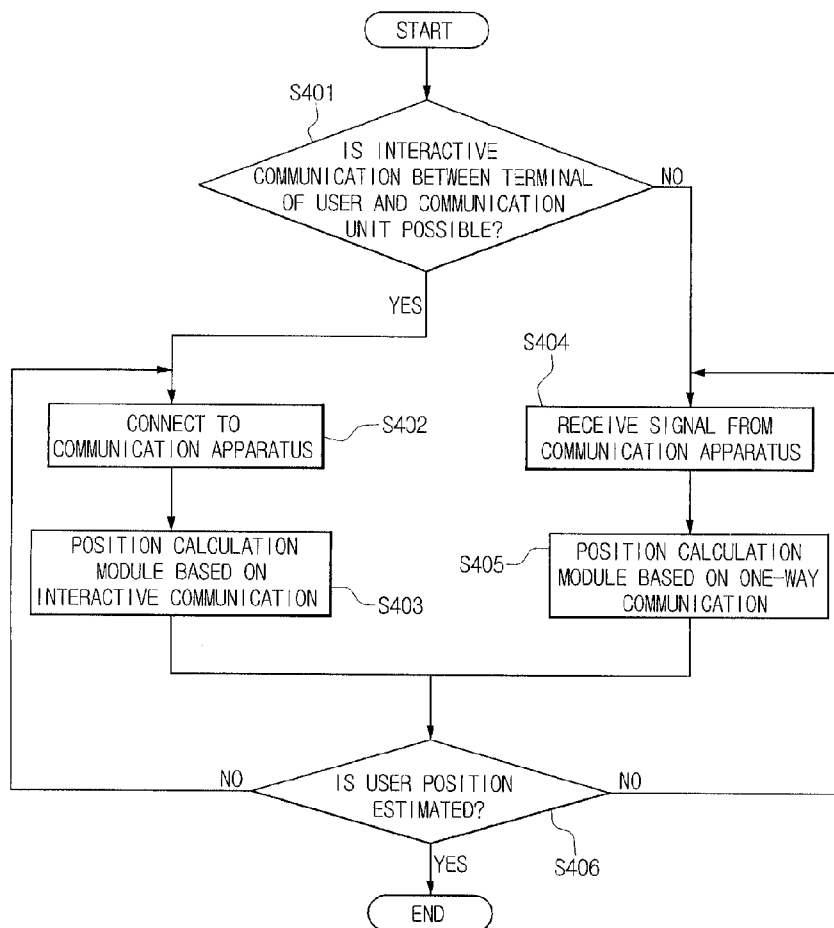 START
S401
IS INTERACTIVE
COMMUNICATION BETWEEN TERMINAL
OF USER AND COMMUNICATION
UNIT POSSIBLE?
NO
YES
S404
CONNECT TO
COMMUNICATION APPARATUS
S402
RECEIVE SIGNAL FROM
COMMUNICATION APPARATUS
POSITION CALCULATION
MODULE BASED ON
INTERACTIVE COMMUNICATION
S403
S405
POSITION CALCULATION
MODULE BASED ON ONE-WAY
COMMUNICATION
NO
IS USER POSITION
ESTIMATED?
NO
S406
YES
END